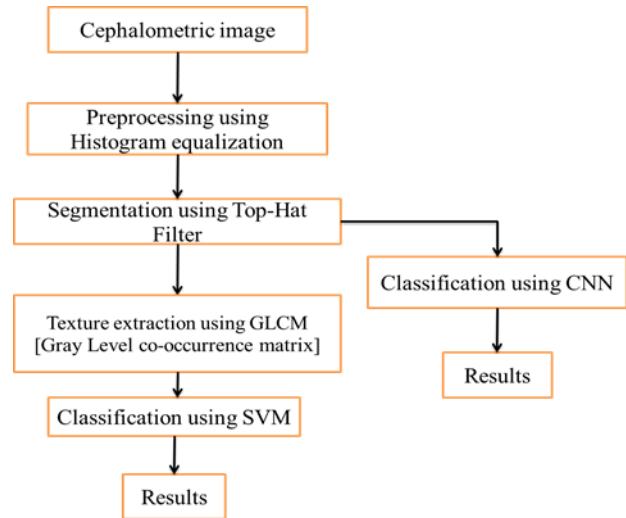 Cephalometric image
Preprocessing using
Histogram equalization
Segmentation using Top-Hat
Filter
Classification using CNN
Texture extraction using GLCM
[Gray Level co-occurrence matrix]
Results
Classification using SVM
Results